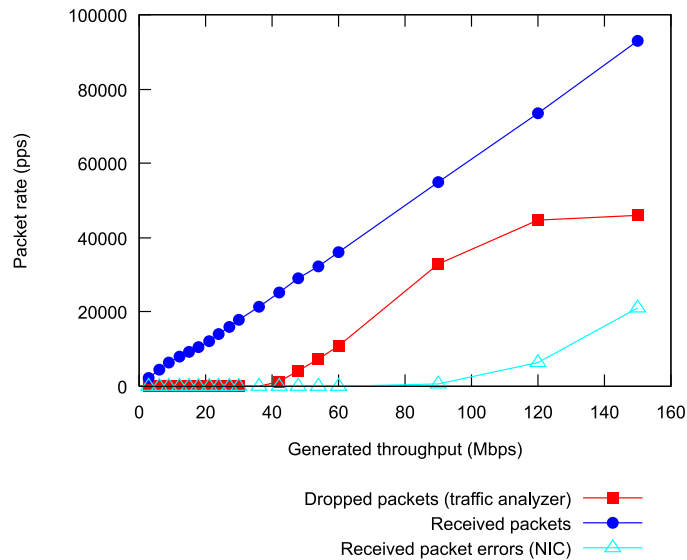 100000
80000
60000
40000
20000
0
Packet rate (pps)
0 20 40 60 80 100 120 140 160
Generated throughput (Mbps)
Dropped packets (traffic analyzer)
Received packets
Received packet errors (NIC)